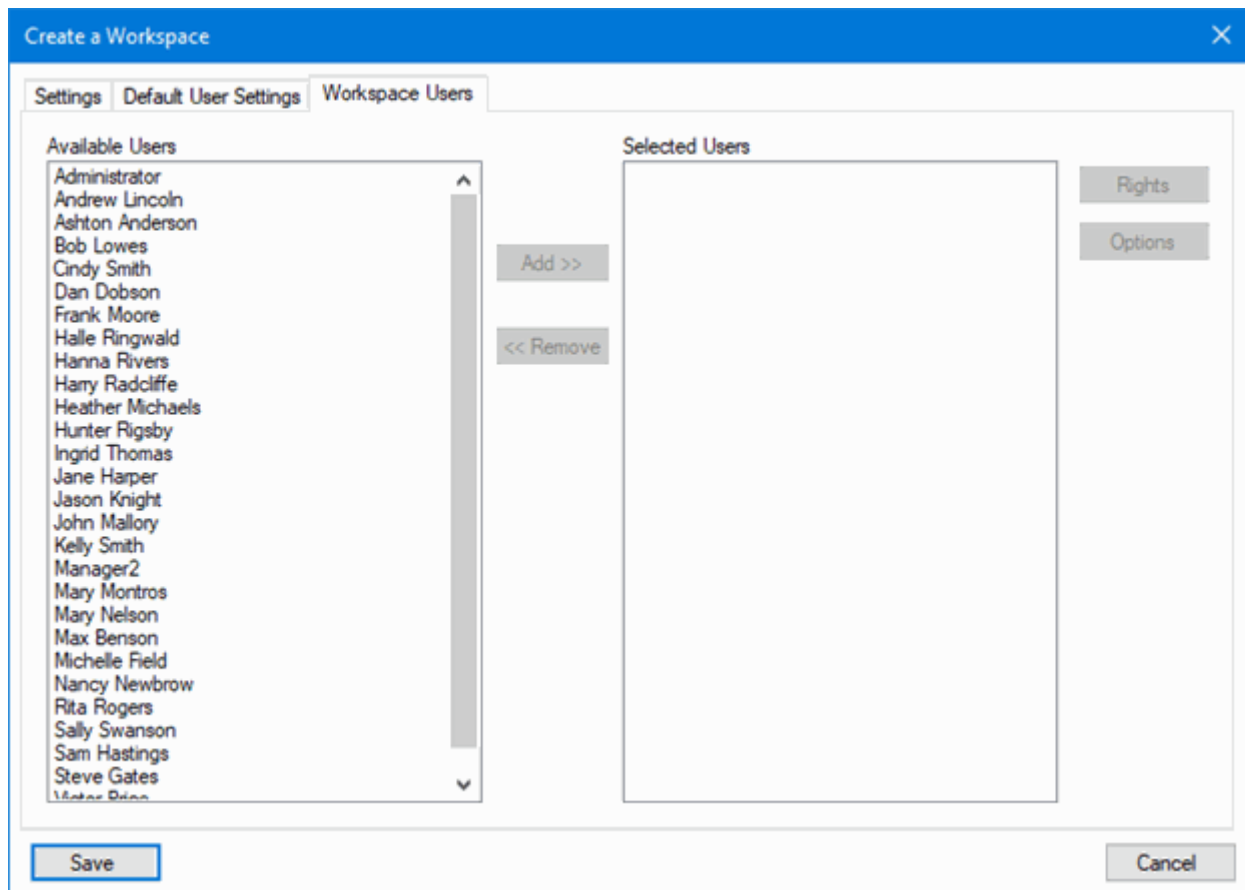 Create a Workspace
Settings
Default User Settings
Workspace Users
Available Users
Selected Users
Administrator
Andrew Lincoln
Ashton Anderson
Bob Lowes
Cindy Smith
Dan Dobson
Frank Moore
Halle Ringwald
Hanna Rivers
Harry Radcliffe
Heather Michaels
Hunter Rigsby
Ingrid Thomas
Jane Harper
Jason Knight
John Mallory
Kelly Smith
Manager2
Mary Montros
Mary Nelson
Max Benson
Michelle Field
Nancy Newbrow
Rita Rogers
Sally Swanson
Sam Hastings
Steve Gates
Add >>
<< Remove
Rights
Options
Save
Cancel